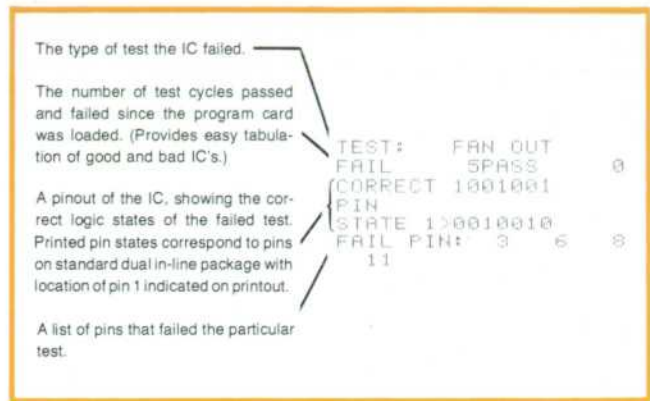 The type of test the IC failed.
The number of test cycles passed
and failed since the program card
was loaded. (Provides easy tabula-
tion of good and bad IC's.)
A pinout of the IC, showing the cor-
rect logic states of the failed test.
Printed pin states correspond to pins
on standard dual in-line package with
location of pin 1 indicated on printout.
A list of pins that failed the particular
test.
TEST: FAN OUT
FAIL 5PASS 0
CORRECT 1001001
PIN
STATE 1>0010010
FAIL PIN: 3 6 8
11